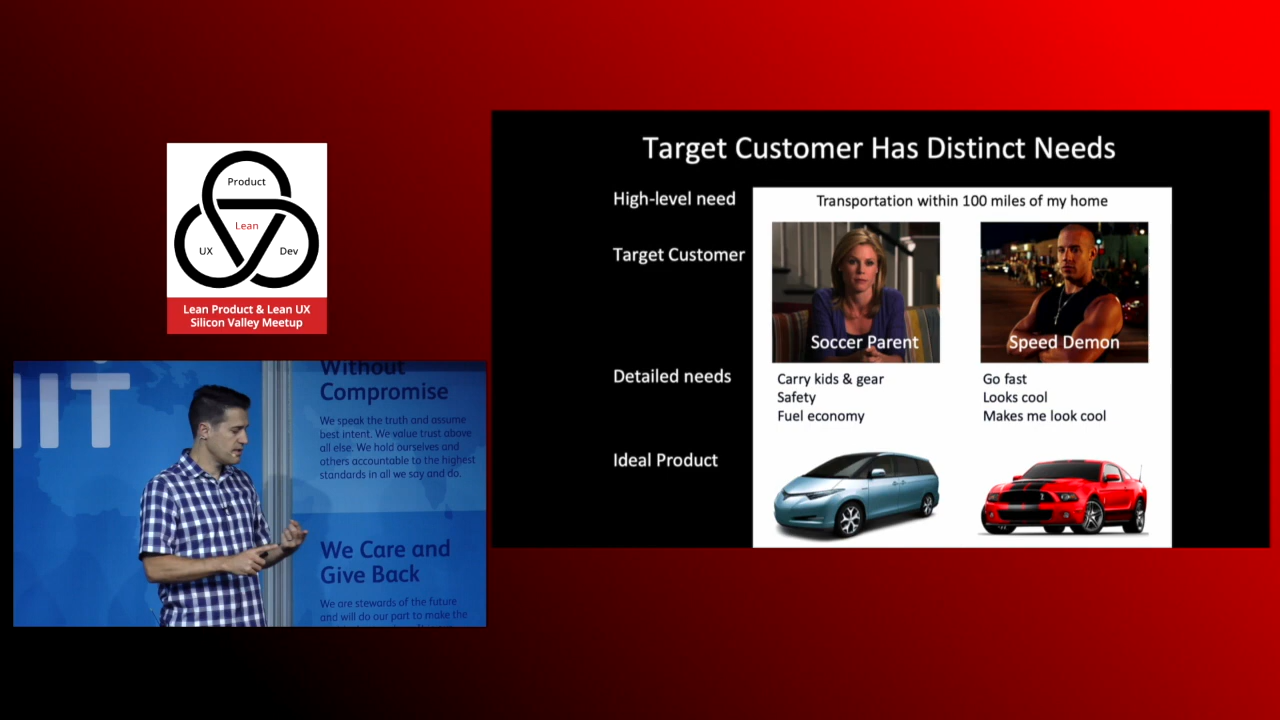 Product
Lean
UX
Dev
Lean Product & Lean UX
Silicon Valley Meetup
Without
Compromise
We speak the truth and assume
best intent. We value trust above
all else. We hold ourselves and
others accountable to the highest
standards in all we say and do.
We Care and
Give Back
We are stewards of the future
and will do our part to make the
Target Customer Has Distinct Needs
High-level need
Transportation within 100 miles of my home
Target Customer
Soccer Parent
Speed Demon
Detailed needs
Carry kids & gear
Safety
Fuel economy
Go fast
Looks cool
Makes me look cool
Ideal Product